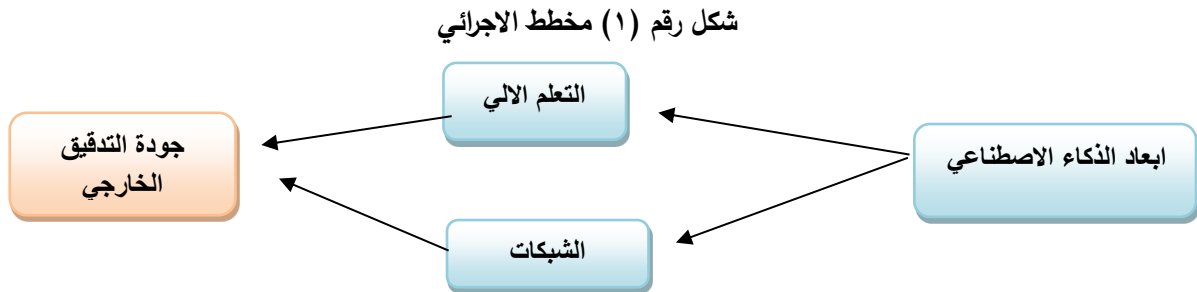 شكل رقم (١) مخطط الاجرائي
التعلم الالي
ابعاد الذكاء الاصطناعي
جودة التدقيق
الخارجي
الشبكات